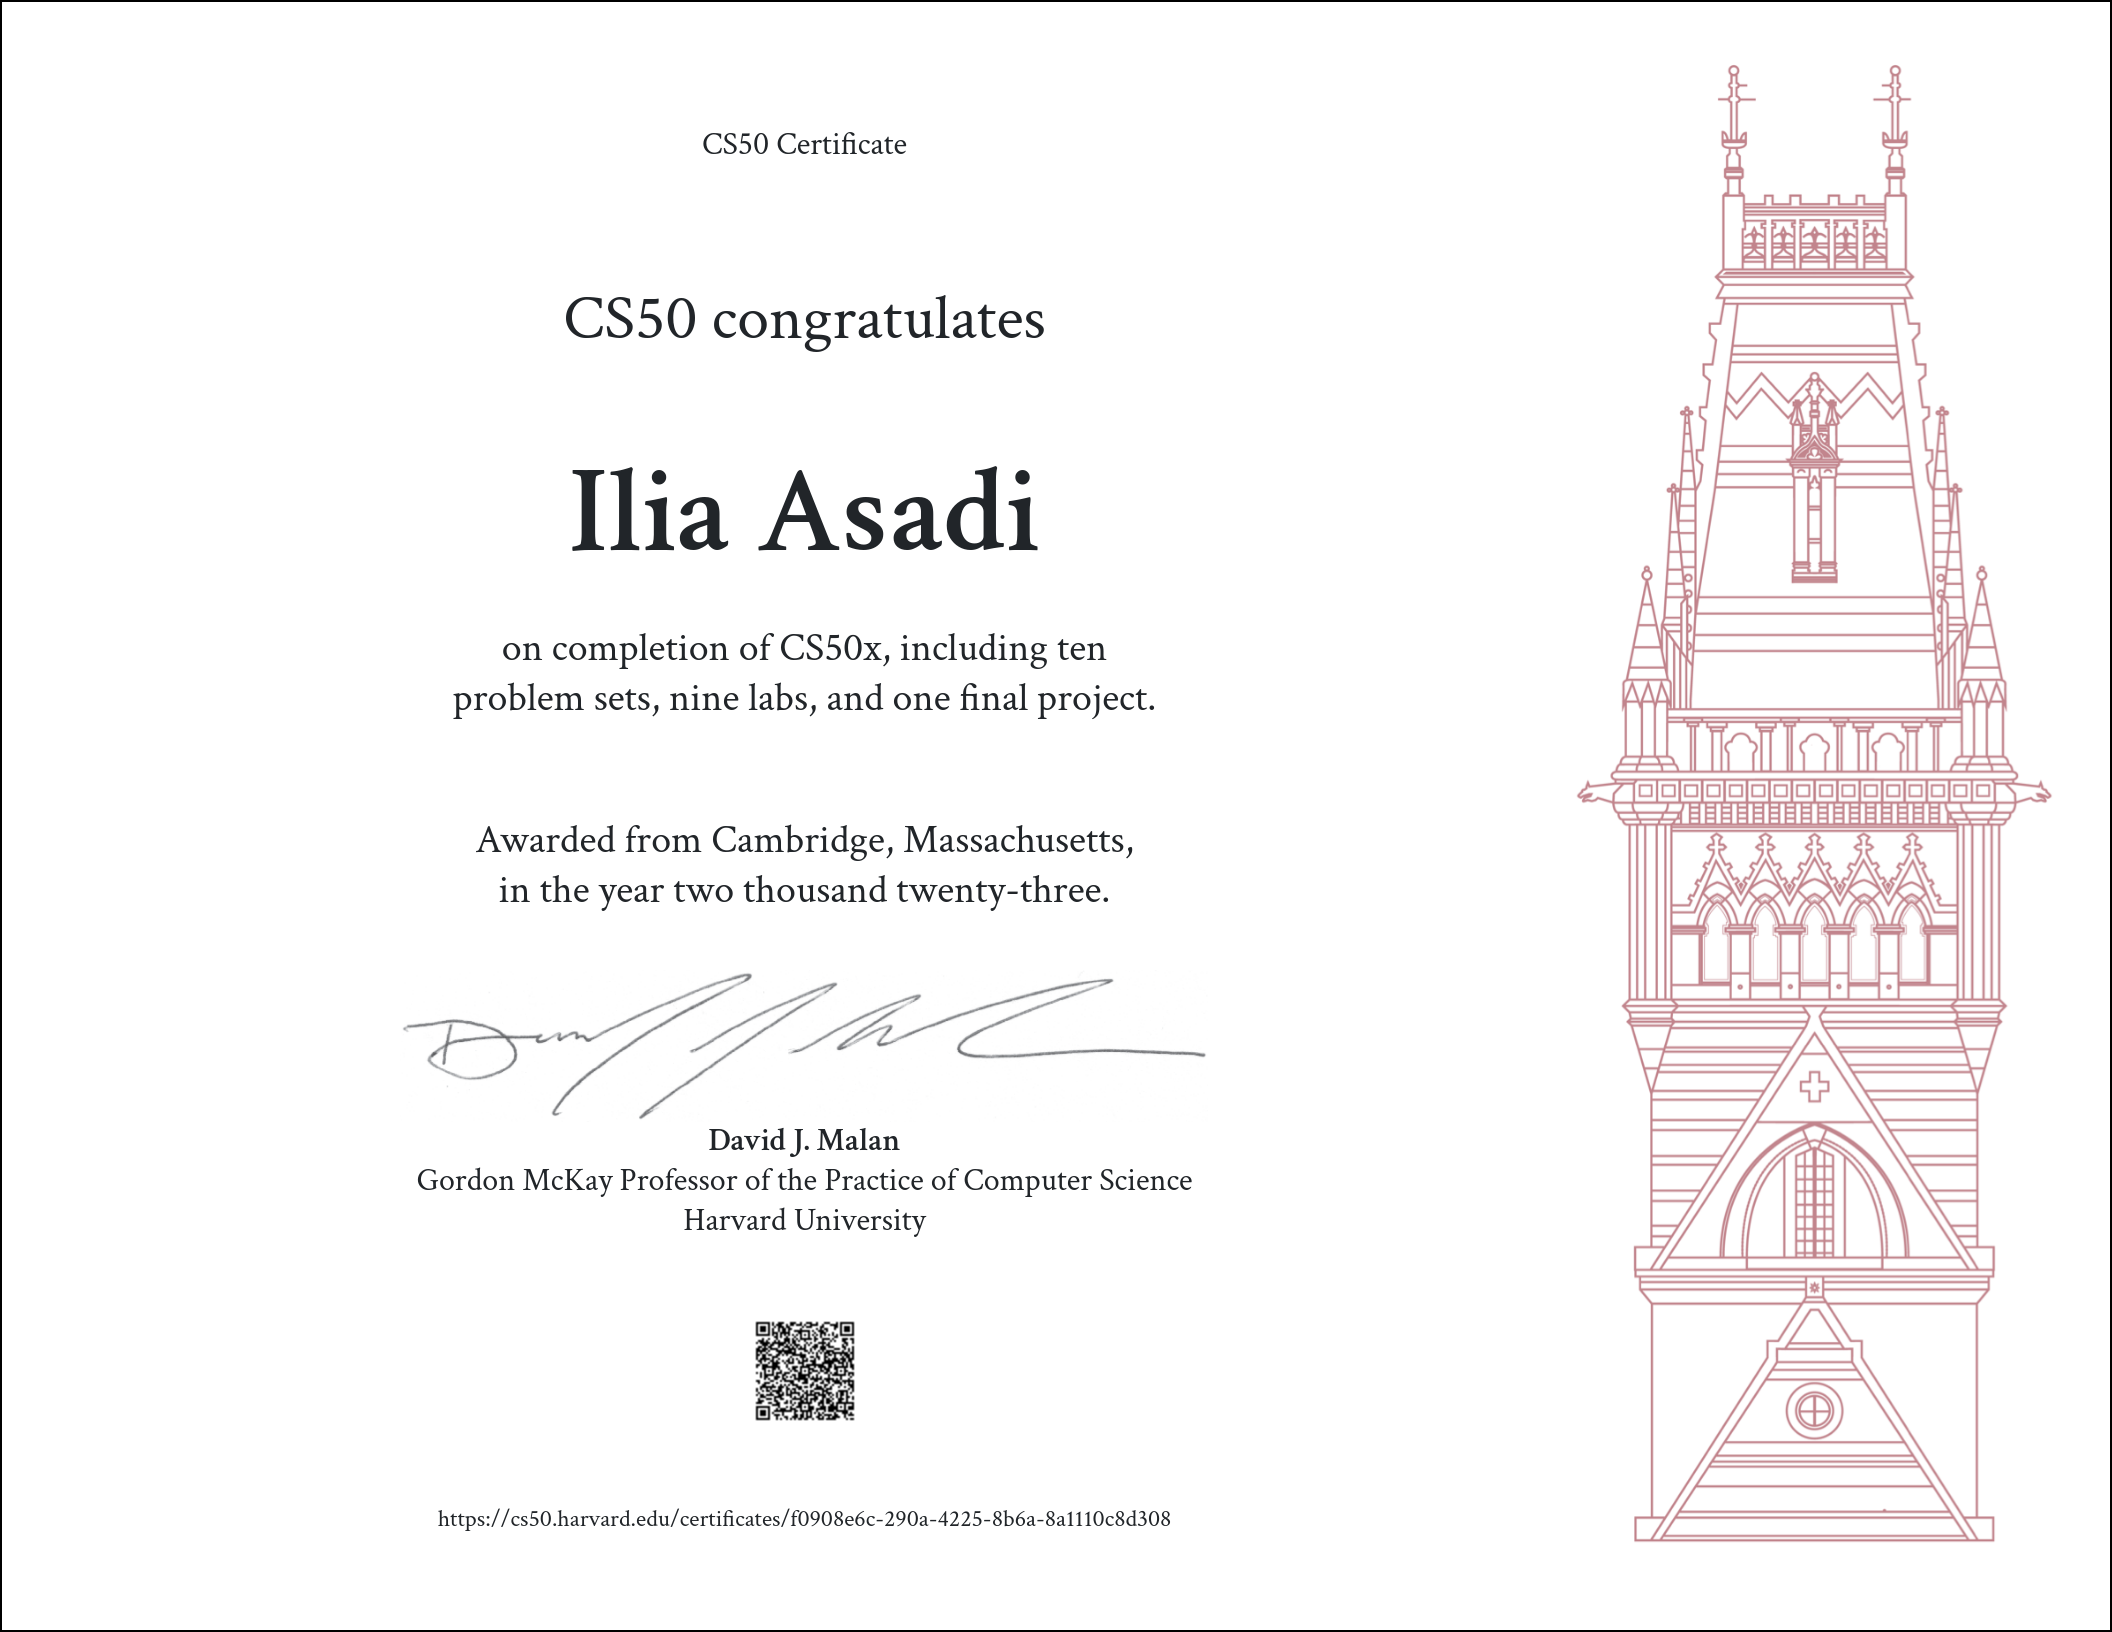 CS50 Certificate
CS50 congratulates
Ilia Asadi
on completion of CS50x, including ten
problem sets, nine labs, and one final project.
Awarded from Cambridge, Massachusetts,
in the year two thousand twenty-three.
David J. Malan
Gordon McKay Professor of the Practice of Computer Science
Harvard University
https://cs50.harvard.edu/certificates/f0908e6c-290a-4225-8b6a-8a1110c8d308